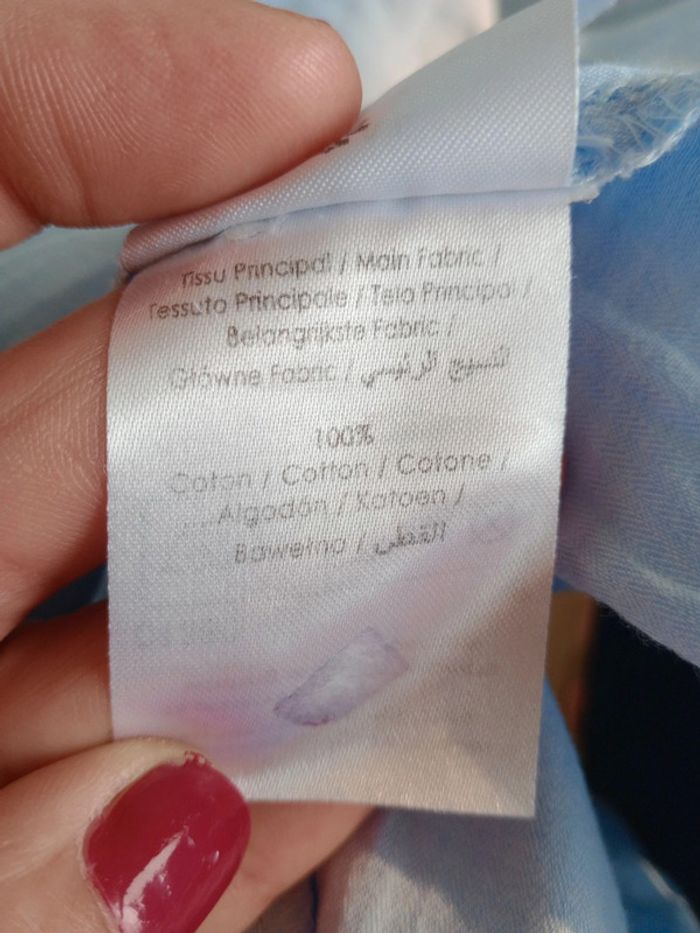 Tissu Principal / Main Fabric /
Tessuto Principale / Tela Principal /
Belangrijkste Fabric /
Główne Fabric / النسيج الرئيسي
100%
Coton / Cotton / Cotone /
Algodón / Katoen /
Bawełna / القطن